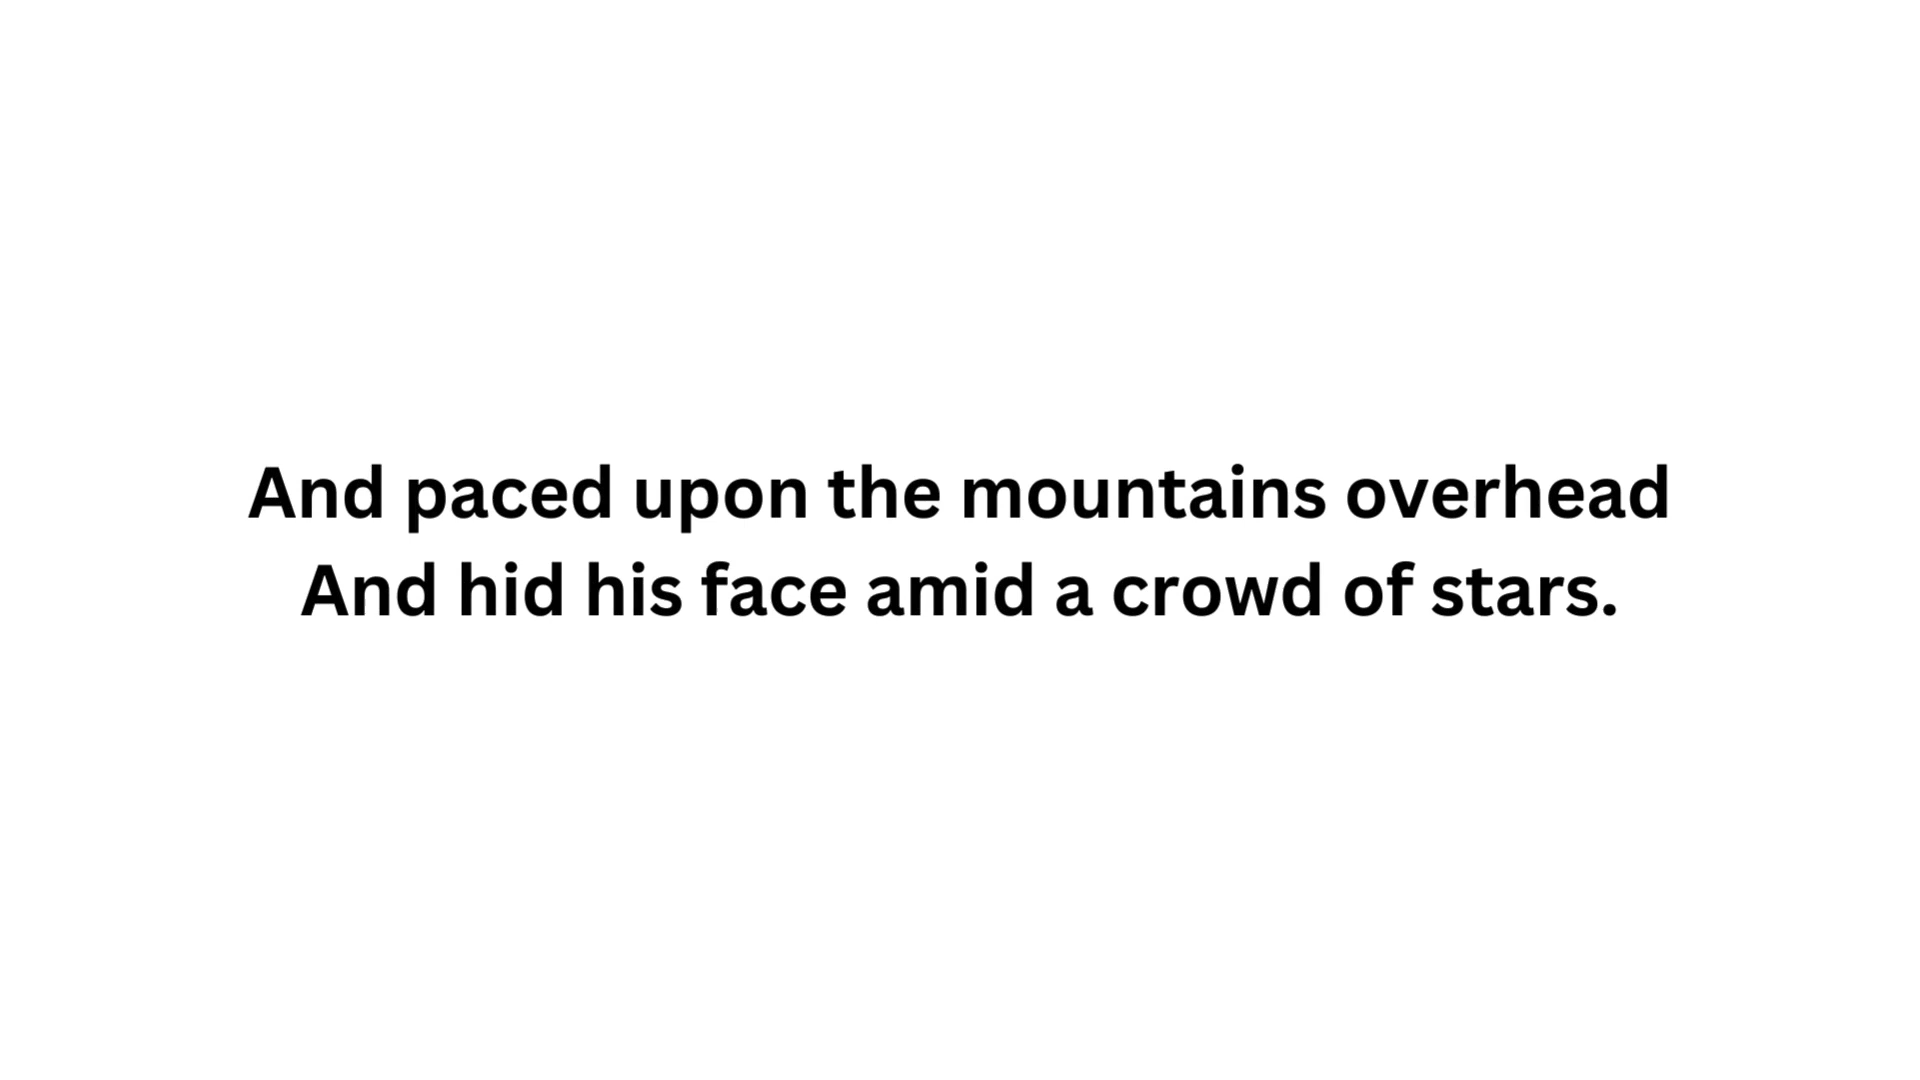 And paced upon the mountains overhead
And hid his face amid a crowd of stars.